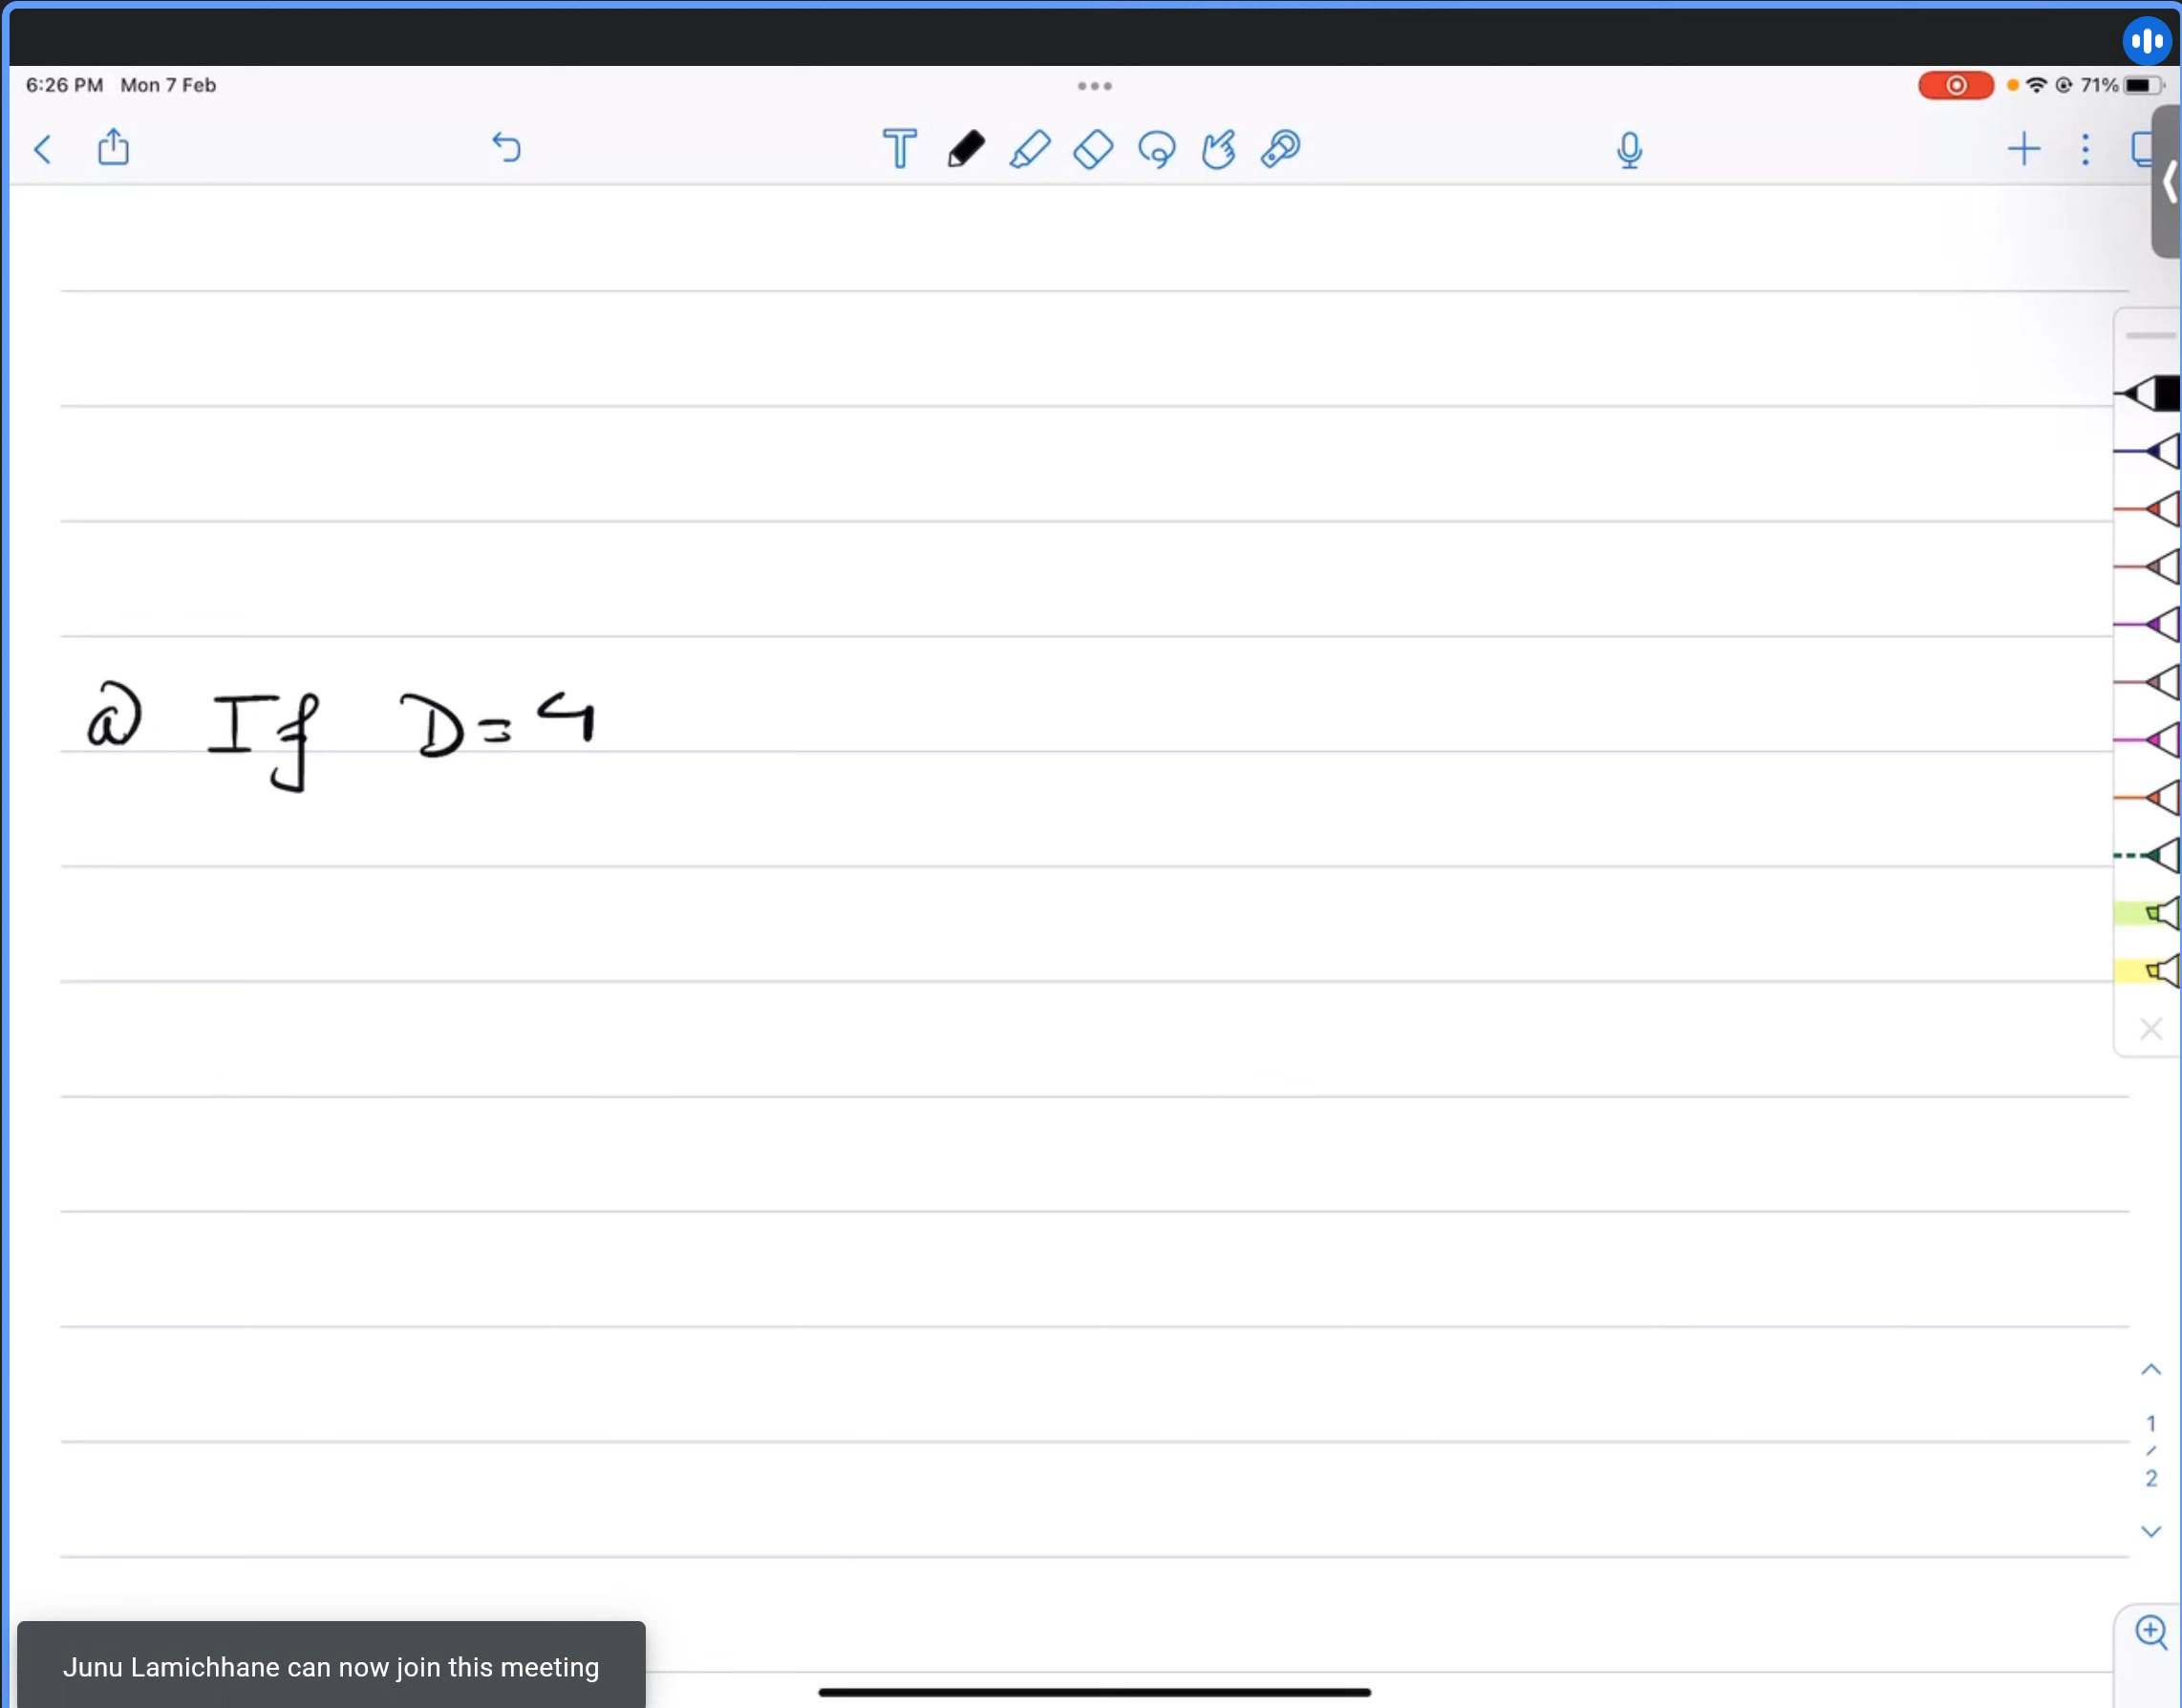 6:26 PM Mon 7 Feb
71%
T
a) If D = 4
1
/
2
Junu Lamichhane can now join this meeting